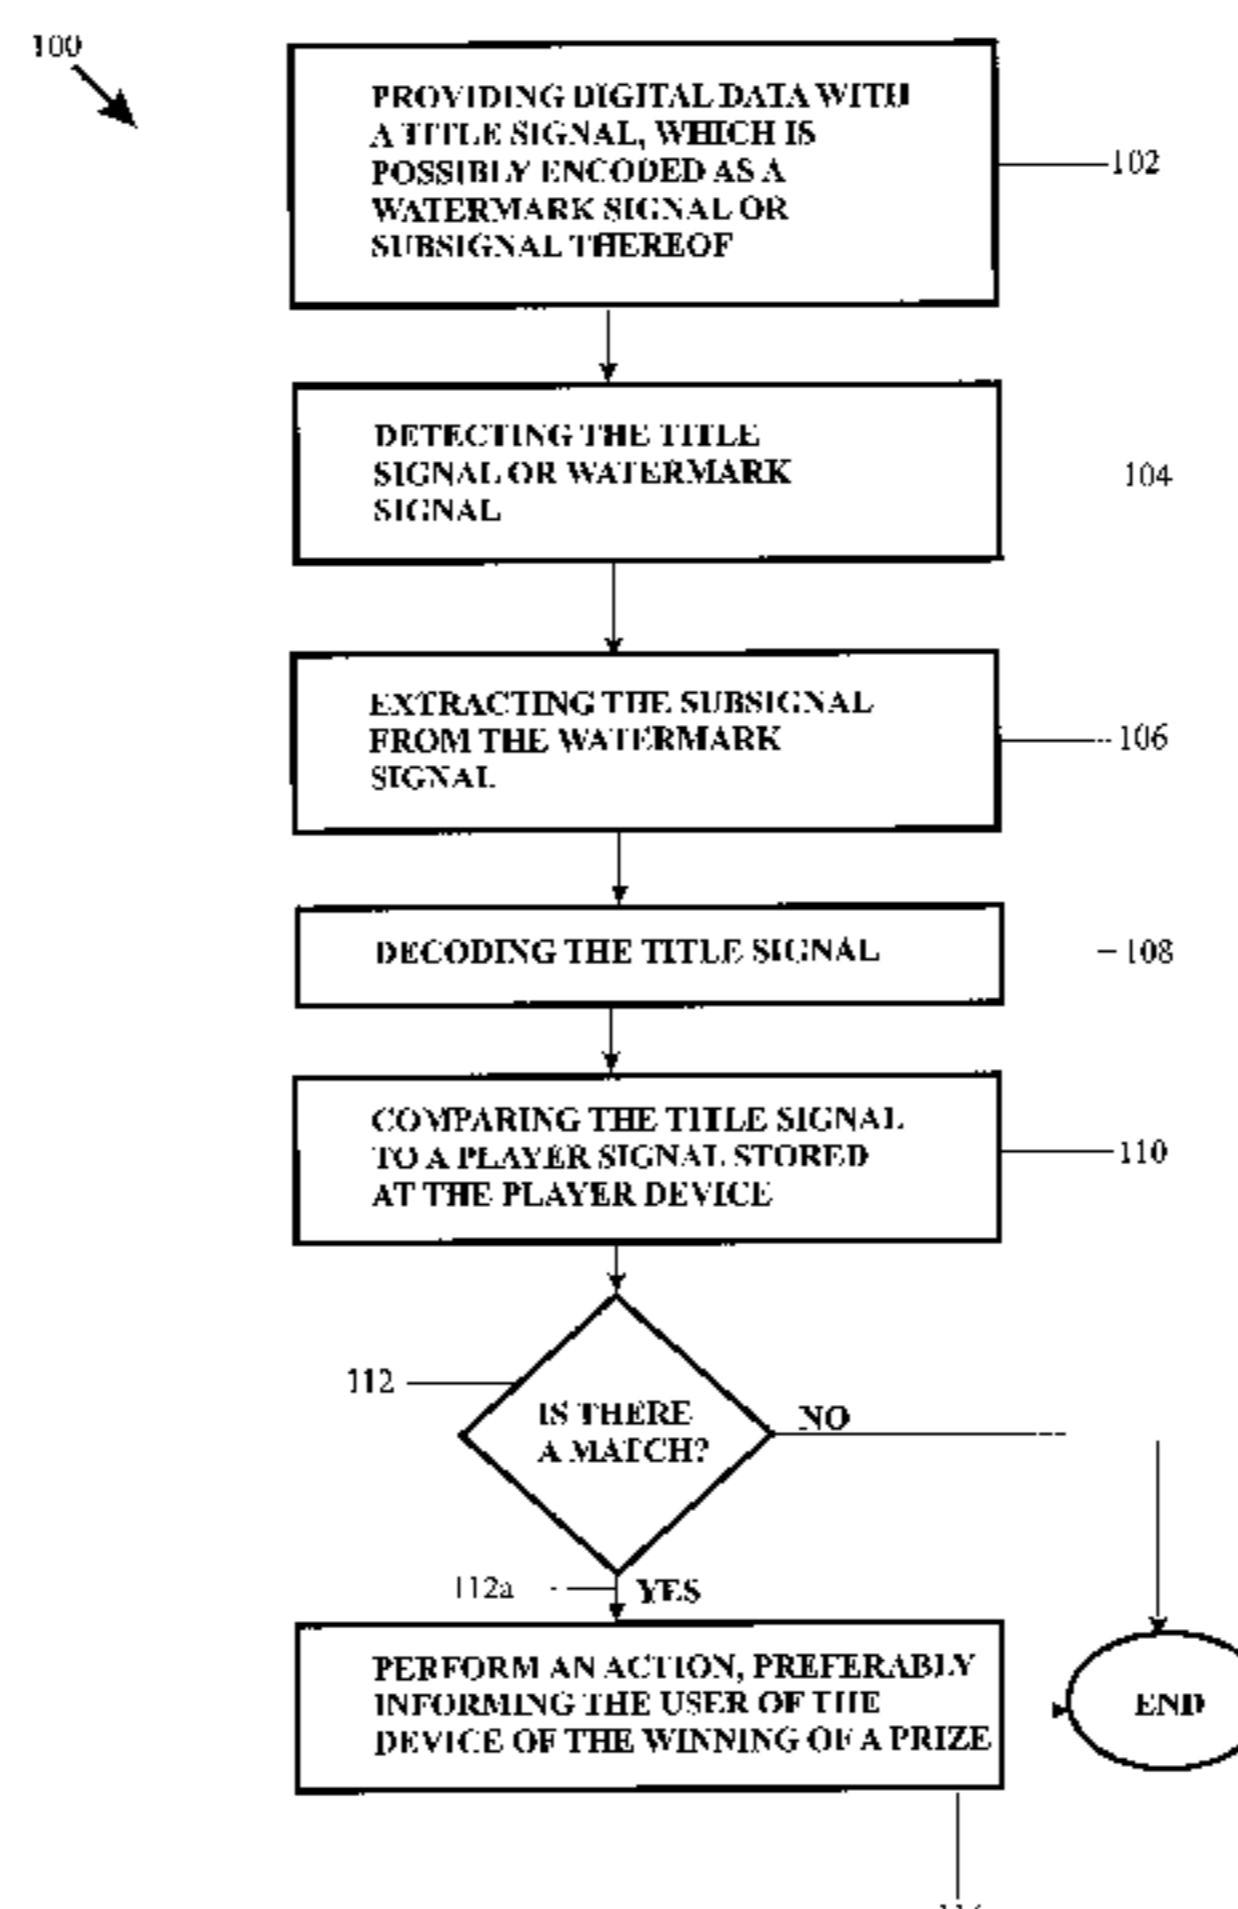 100
PROVIDING DIGITAL DATA WITH
A TITLE SIGNAL, WHICH IS
POSSIBLY ENCODED AS A
WATERMARK SIGNAL OR
SUBSIGNAL THEREOF
102
DETECTING THE TITLE
SIGNAL OR WATERMARK
SIGNAL
104
EXTRACTING THE SUBSIGNAL
FROM THE WATERMARK
SIGNAL
106
DECODING THE TITLE SIGNAL
108
COMPARING THE TITLE SIGNAL
TO A PLAYER SIGNAL STORED
AT THE PLAYER DEVICE
110
112
IS THERE
A MATCH?
NO
112a
YES
PERFORM AN ACTION, PREFERABLY
INFORMING THE USER OF THE
DEVICE OF THE WINNING OF A PRIZE
END